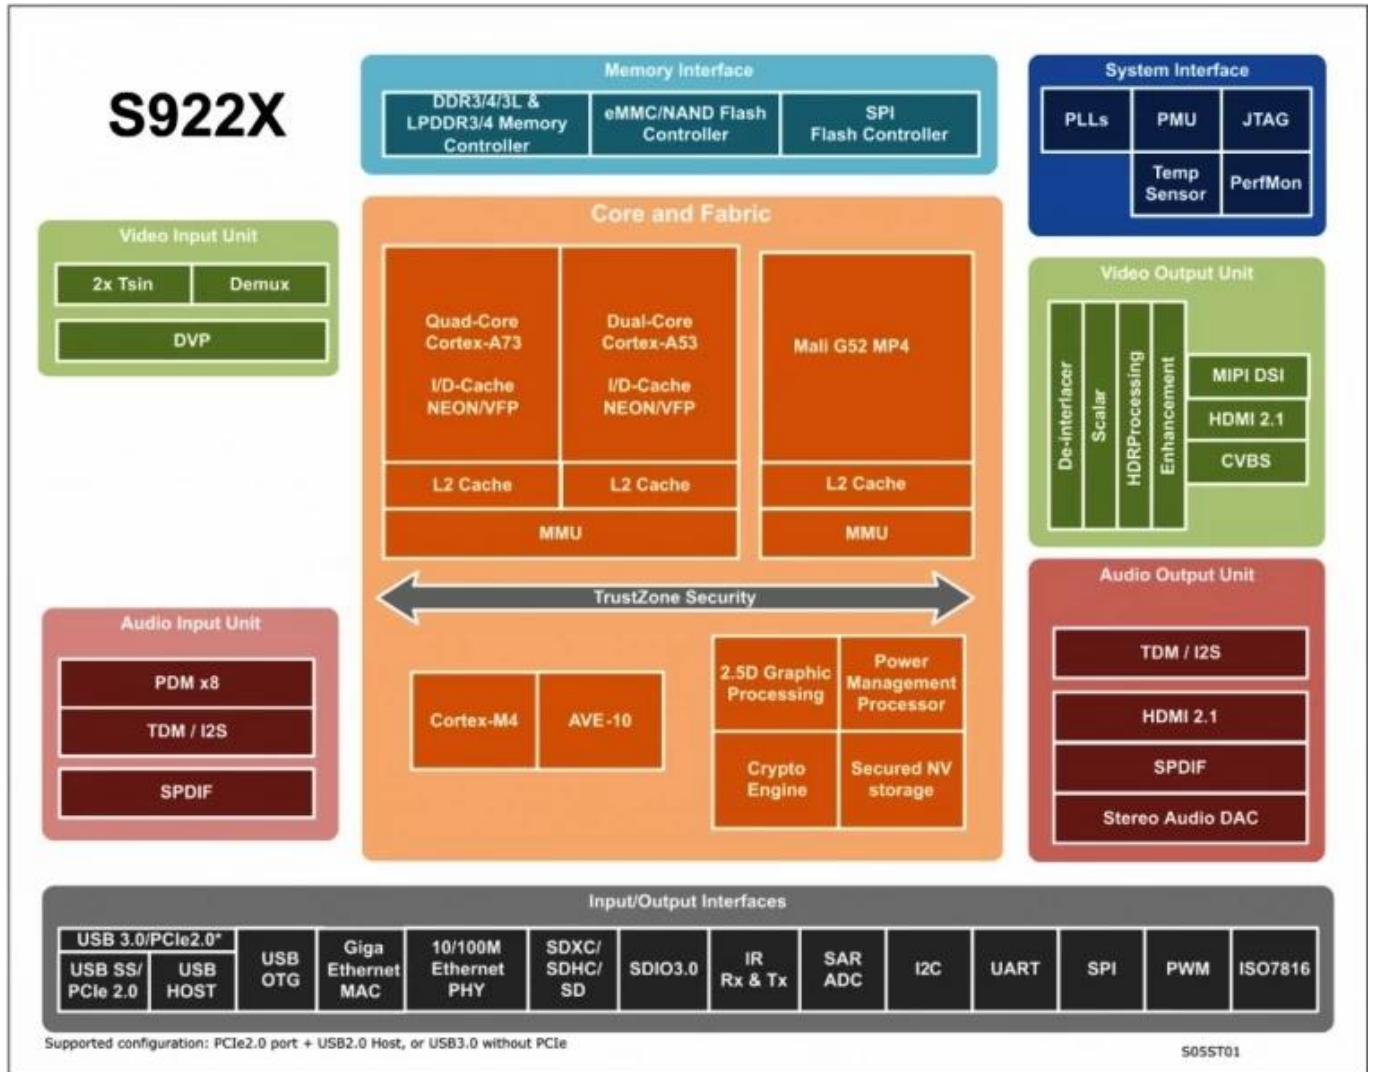 S922X
Memory Interface
DDR3/4/3L &
LPDDR3/4 Memory
Controller
eMMC/NAND Flash
Controller
SPI
Flash Controller
System Interface
PLLs
PMU
JTAG
Temp
Sensor
PerfMon
Video Input Unit
2x Tsin
Demux
DVP
Core and Fabric
Quad-Core
Cortex-A73
I/D-Cache
NEON/VFP
Dual-Core
Cortex-A53
I/D-Cache
NEON/VFP
Mali G52 MP4
L2 Cache
L2 Cache
L2 Cache
MMU
MMU
TrustZone Security
Cortex-M4
AVE-10
2.5D Graphic
Processing
Power
Management
Processor
Crypto
Engine
Secured NV
storage
Video Output Unit
De-interlacer
Scalar
HDRProcessing
Enhancement
MIPI DSI
HDMI 2.1
CVBS
Audio Input Unit
PDM x8
TDM / I2S
SPDIF
Audio Output Unit
TDM / I2S
HDMI 2.1
SPDIF
Stereo Audio DAC
Input/Output Interfaces
USB 3.0/PCIe2.0*
USB SS/
PCIe 2.0
USB
HOST
USB
OTG
Giga
Ethernet
MAC
10/100M
Ethernet
PHY
SDXC/
SDHC/
SD
SDIO3.0
IR
Rx & Tx
SAR
ADC
I2C
UART
SPI
PWM
ISO7816
Supported configuration: PCIe2.0 port + USB2.0 Host, or USB3.0 without PCIe
S05ST01